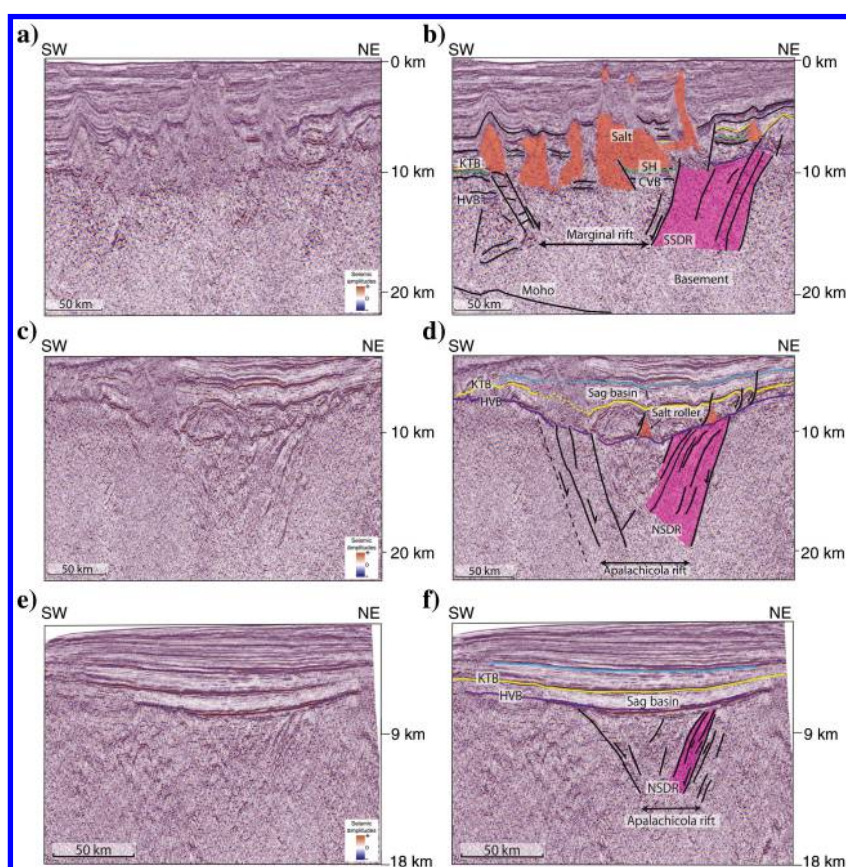 a)
SW
NE
0 km
10 km
20 km
50 km
Seismic
amplitudes
+
0
-
b)
SW
NE
0 km
Salt
KTB
SH
10 km
CVB
HVB
Marginal rift
SSDR
Basement
Moho
20 km
50 km
c)
SW
NE
10 km
20 km
50 km
Seismic
Amplitudes
+
0
-
d)
SW
NE
KTB
Sag basin
HVB
Salt roller
10 km
NSDR
20 km
Apalachicola rift
50 km
e)
SW
NE
9 km
50 km
Seismic
amplitudes
+
0
-
18 km
f)
SW
NE
KTB
HVB
Sag basin
9 km
NSDR
Apalachicola rift
50 km
18 km